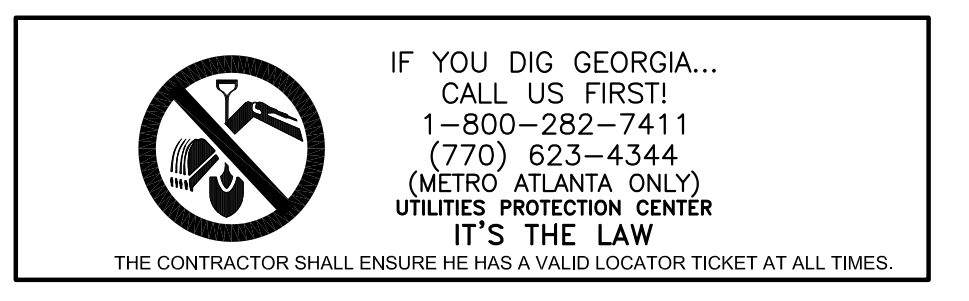 IF YOU DIG GEORGIA...
CALL US FIRST!
1-800-282-7411
(770) 623-4344
(METRO ATLANTA ONLY)
UTILITIES PROTECTION CENTER
IT'S THE LAW
THE CONTRACTOR SHALL ENSURE HE HAS A VALID LOCATOR TICKET AT ALL TIMES.